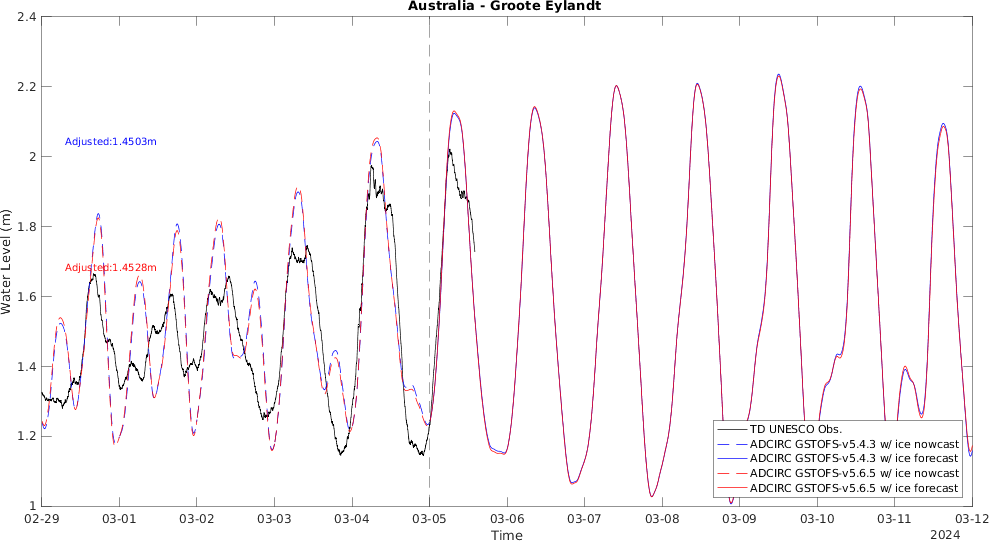 Australia - Groote Eylandt
2.4
2.2
2
1.8
1.6
1.4
1.2
1
Water Level (m)
Adjusted:1.4503m
Adjusted:1.4528m
TD UNESCO Obs.
ADCIRC GSTOFS-v5.4.3 w/ ice nowcast
ADCIRC GSTOFS-v5.4.3 w/ ice forecast
ADCIRC GSTOFS-v5.6.5 w/ ice nowcast
ADCIRC GSTOFS-v5.6.5 w/ ice forecast
02-29 03-01 03-02 03-03 03-04 03-05 03-06 03-07 03-08 03-09 03-10 03-11 03-12
Time
2024